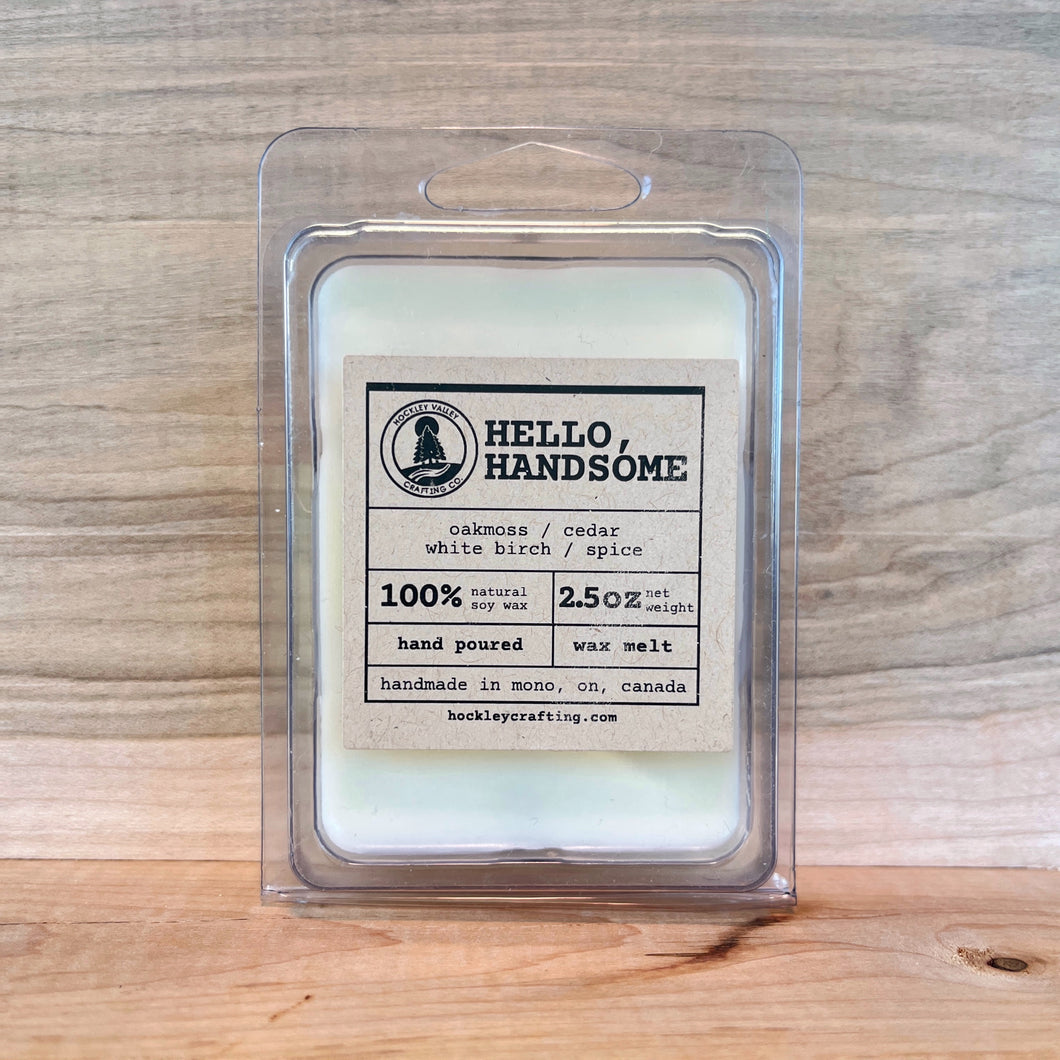 HOCKLEY VALLEY
CRAFTING CO.
HELLO,
HANDSOME
oakmoss / cedar
white birch / spice
100% natural
soy wax
2.5oz net
weight
hand poured
wax melt
handmade in mono, on, canada
hockleycrafting.com